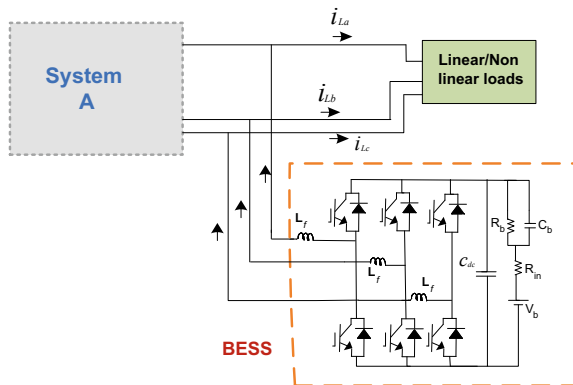 i_La
System
A
Linear/Non
linear loads
i_Lb
i_Lc
L_f
L_f
L_f
R_b
C_b
c_dc
R_in
V_b
BESS